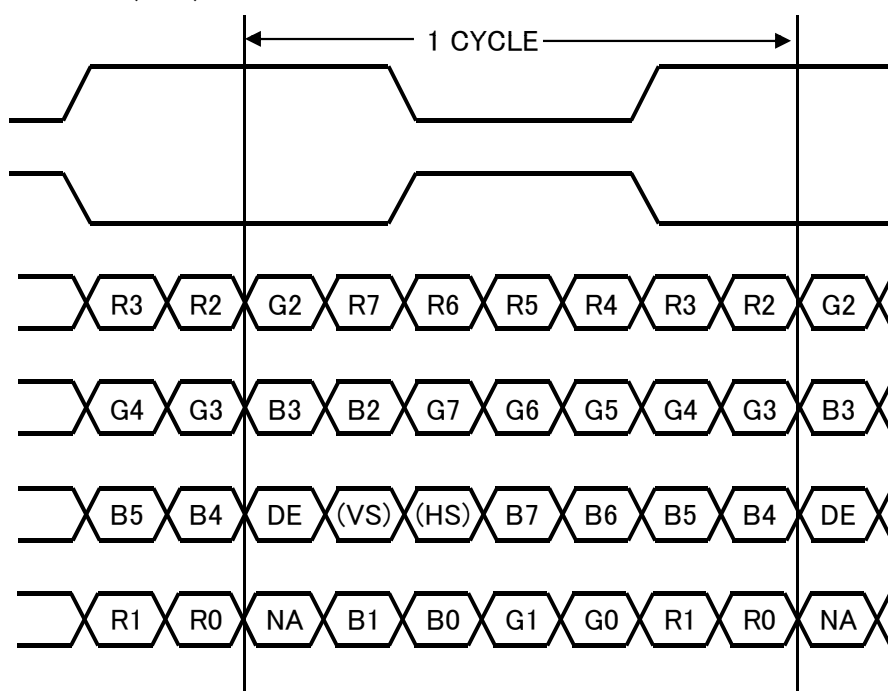 1 CYCLE
R3 R2 G2 R7 R6 R5 R4 R3 R2 G2
G4 G3 B3 B2 G7 G6 G5 G4 G3 B3
B5 B4 DE (VS) (HS) B7 B6 B5 B4 DE
R1 R0 NA B1 B0 G1 G0 R1 R0 NA